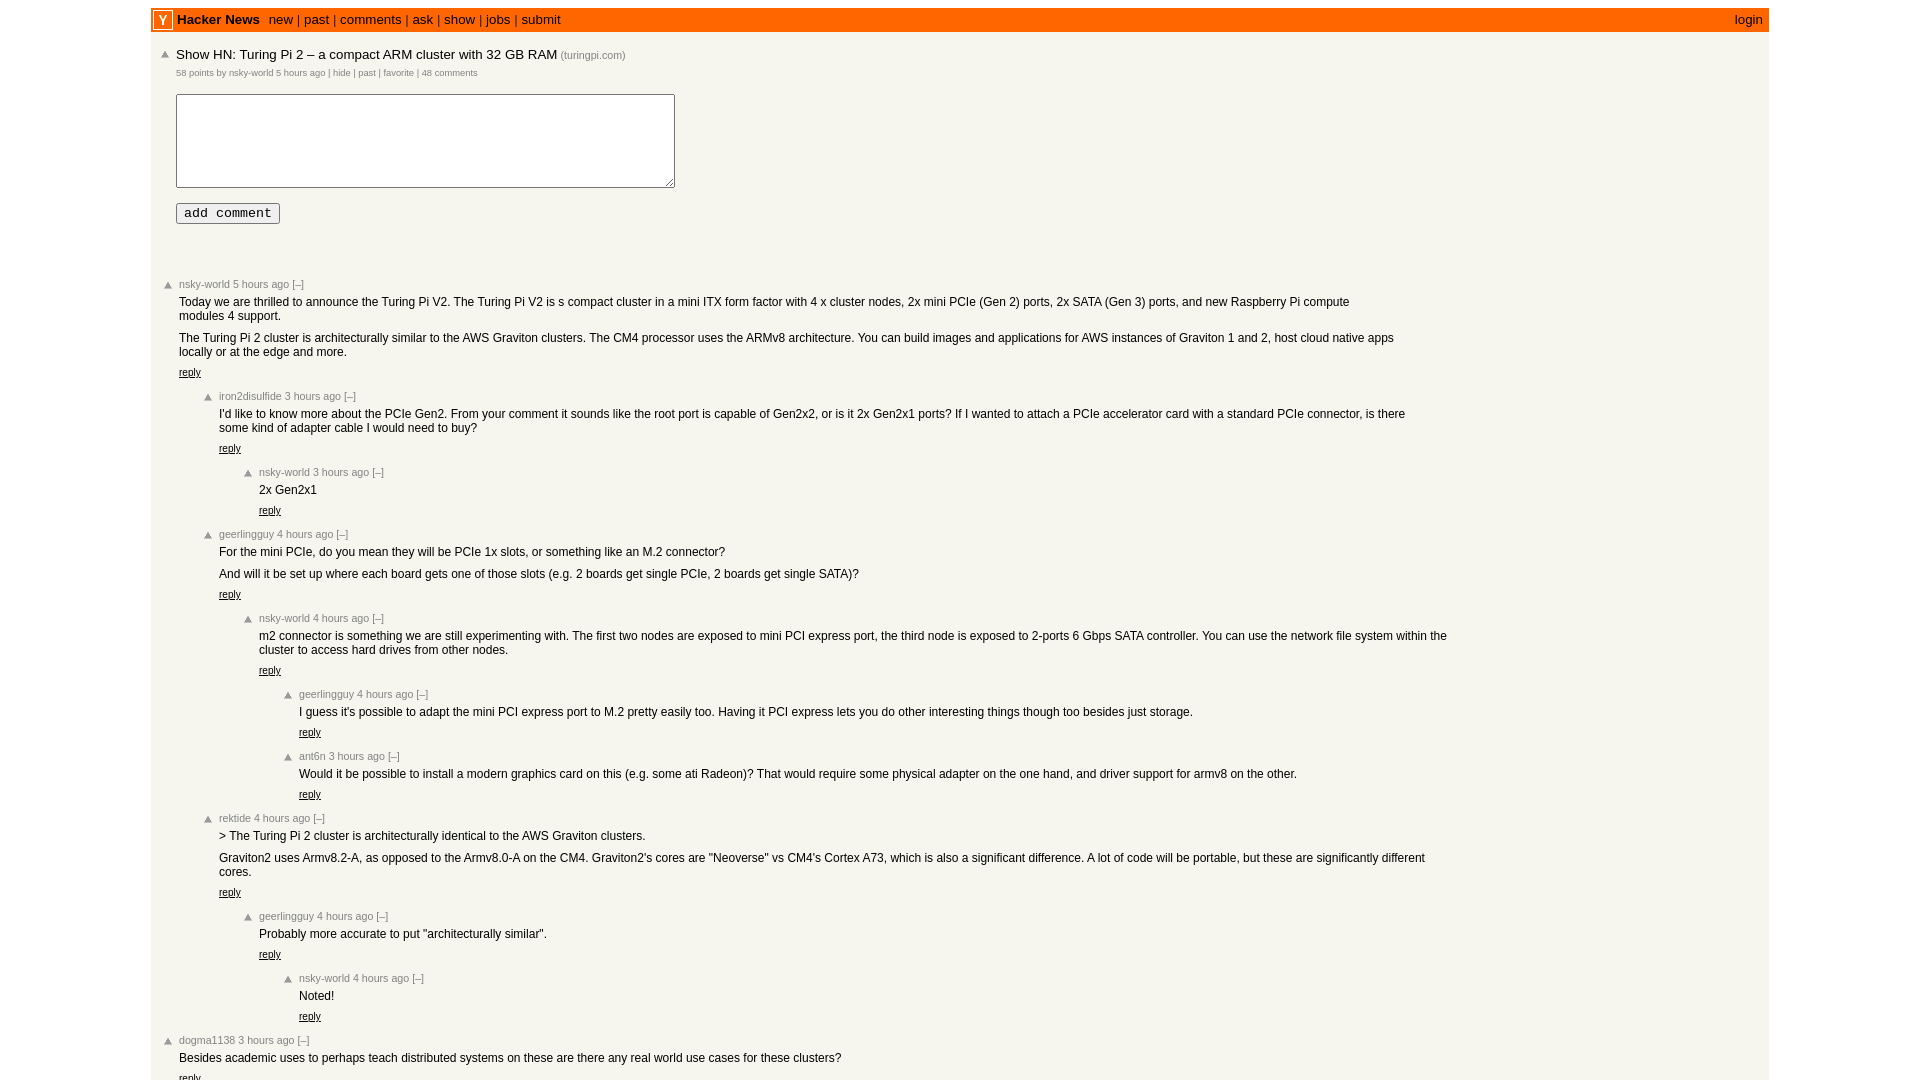 Y Hacker News new | past | comments | ask | show | jobs | submit login
Show HN: Turing Pi 2 – a compact ARM cluster with 32 GB RAM (turingpi.com)
58 points by nsky-world 5 hours ago | hide | past | favorite | 48 comments
add comment
nsky-world 5 hours ago [–]
Today we are thrilled to announce the Turing Pi V2. The Turing Pi V2 is s compact cluster in a mini ITX form factor with 4 x cluster nodes, 2x mini PCIe (Gen 2) ports, 2x SATA (Gen 3) ports, and new Raspberry Pi compute
modules 4 support.
The Turing Pi 2 cluster is architecturally similar to the AWS Graviton clusters. The CM4 processor uses the ARMv8 architecture. You can build images and applications for AWS instances of Graviton 1 and 2, host cloud native apps
locally or at the edge and more.
reply
iron2disulfide 3 hours ago [–]
I'd like to know more about the PCIe Gen2. From your comment it sounds like the root port is capable of Gen2x2, or is it 2x Gen2x1 ports? If I wanted to attach a PCIe accelerator card with a standard PCIe connector, is there
some kind of adapter cable I would need to buy?
reply
nsky-world 3 hours ago [–]
2x Gen2x1
reply
geerlingguy 4 hours ago [–]
For the mini PCIe, do you mean they will be PCIe 1x slots, or something like an M.2 connector?
And will it be set up where each board gets one of those slots (e.g. 2 boards get single PCIe, 2 boards get single SATA)?
reply
nsky-world 4 hours ago [–]
m2 connector is something we are still experimenting with. The first two nodes are exposed to mini PCI express port, the third node is exposed to 2-ports 6 Gbps SATA controller. You can use the network file system within the
cluster to access hard drives from other nodes.
reply
geerlingguy 4 hours ago [–]
I guess it's possible to adapt the mini PCI express port to M.2 pretty easily too. Having it PCI express lets you do other interesting things though too besides just storage.
reply
ant6n 3 hours ago [–]
Would it be possible to install a modern graphics card on this (e.g. some ati Radeon)? That would require some physical adapter on the one hand, and driver support for armv8 on the other.
reply
rektide 4 hours ago [–]
> The Turing Pi 2 cluster is architecturally identical to the AWS Graviton clusters.
Graviton2 uses Armv8.2-A, as opposed to the Armv8.0-A on the CM4. Graviton2's cores are "Neoverse" vs CM4's Cortex A73, which is also a significant difference. A lot of code will be portable, but these are significantly different
cores.
reply
geerlingguy 4 hours ago [–]
Probably more accurate to put "architecturally similar".
reply
nsky-world 4 hours ago [–]
Noted!
reply
dogma1138 3 hours ago [–]
Besides academic uses to perhaps teach distributed systems on these are there any real world use cases for these clusters?
reply